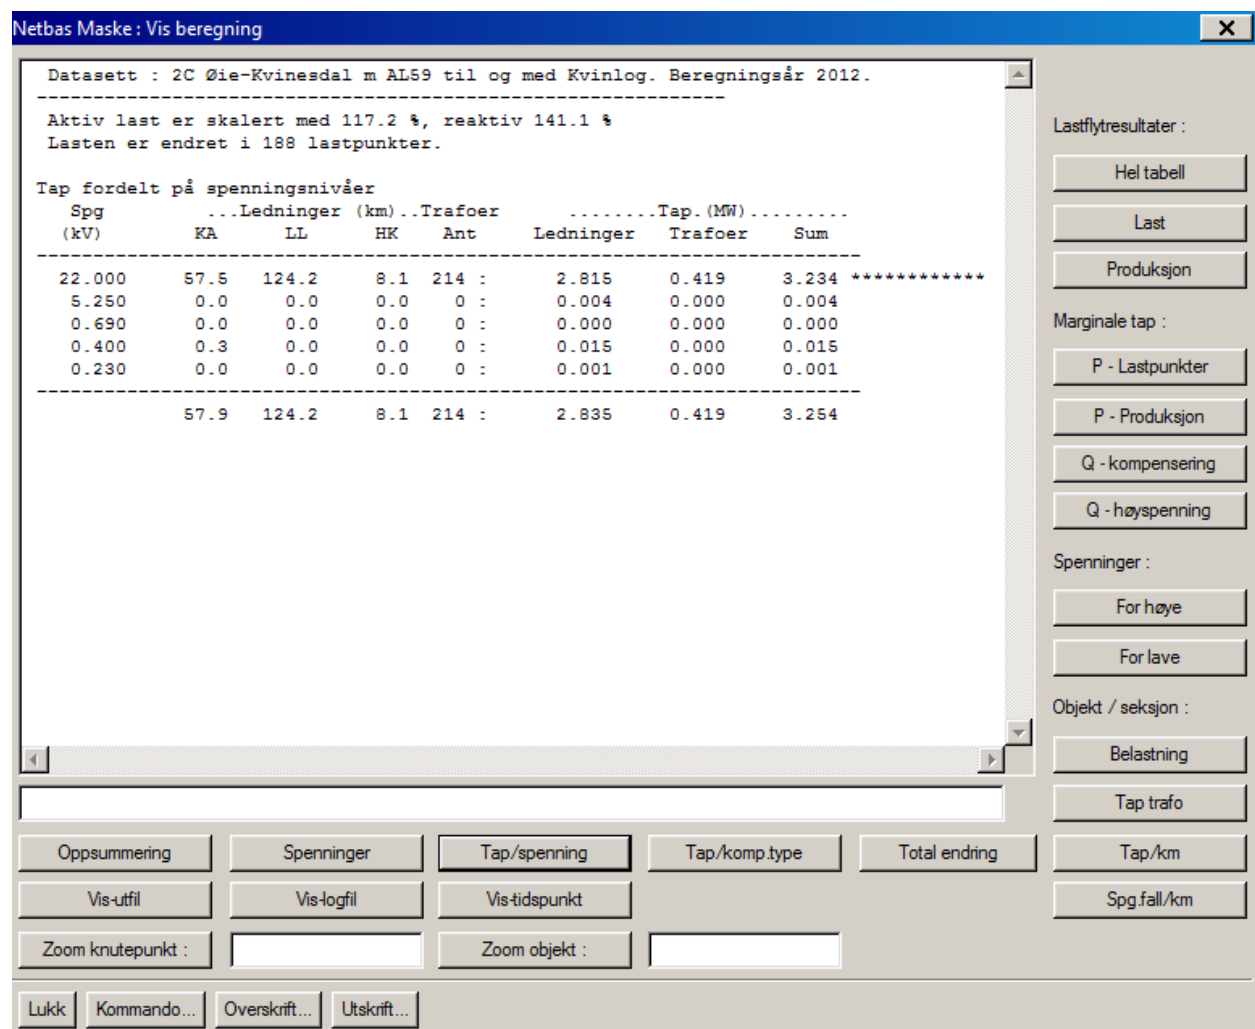 Netbas Maske : Vis beregning
Datasett : 2C Øie-Kvinesdal m AL59 til og med Kvinlog. Beregningsår 2012.
---------------------------------------------------------------
Aktiv last er skalert med 117.2 %, reaktiv 141.1 %
Lasten er endret i 188 lastpunkter.
Tap fordelt på spenningsnivåer
Spg ...Ledninger (km)..Trafoer ........Tap.(MW).........
(kV) KA LL HK Ant Ledninger Trafoer Sum
---------------------------------------------------------------------------
22.000 57.5 124.2 8.1 214 : 2.815 0.419 3.234 ************
5.250 0.0 0.0 0.0 0 : 0.004 0.000 0.004
0.690 0.0 0.0 0.0 0 : 0.000 0.000 0.000
0.400 0.3 0.0 0.0 0 : 0.015 0.000 0.015
0.230 0.0 0.0 0.0 0 : 0.001 0.000 0.001
---------------------------------------------------------------------------
57.9 124.2 8.1 214 : 2.835 0.419 3.254
Lastflytresultater :
Hel tabell
Last
Produksjon
Marginale tap :
P - Lastpunkter
P - Produksjon
Q - kompensering
Q - høyspenning
Spenninger :
For høye
For lave
Objekt / seksjon :
Belastning
Tap trafo
Oppsummering Spenninger Tap/spenning Tap/komp.type Total endring Tap/km
Vis-utfil Vis-logfil Vis-tidspunkt Spg.fall/km
Zoom knutepunkt : Zoom objekt :
Lukk Kommando... Overskrift... Utskrift...